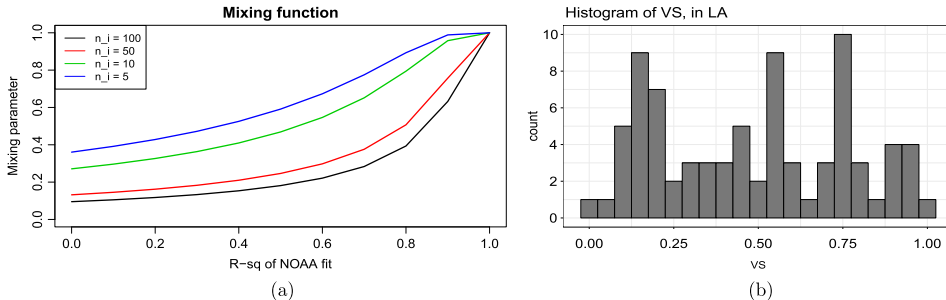 Mixing function
n_i = 100
n_i = 50
n_i = 10
n_i = 5
Mixing parameter
0.0 0.2 0.4 0.6 0.8 1.0
0.0 0.2 0.4 0.6 0.8 1.0
R-sq of NOAA fit
(a)
Histogram of VS, in LA
count
10
8
6
4
2
0
0.00 0.25 0.50 0.75 1.00
VS
(b)